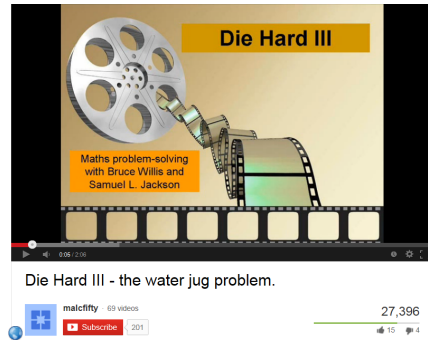 Die Hard III
Maths problem-solving
with Bruce Willis and
Samuel L. Jackson
0:05 / 2:06
Die Hard III - the water jug problem.
malcfifty · 69 videos
Subscribe 201
27,396
15 4